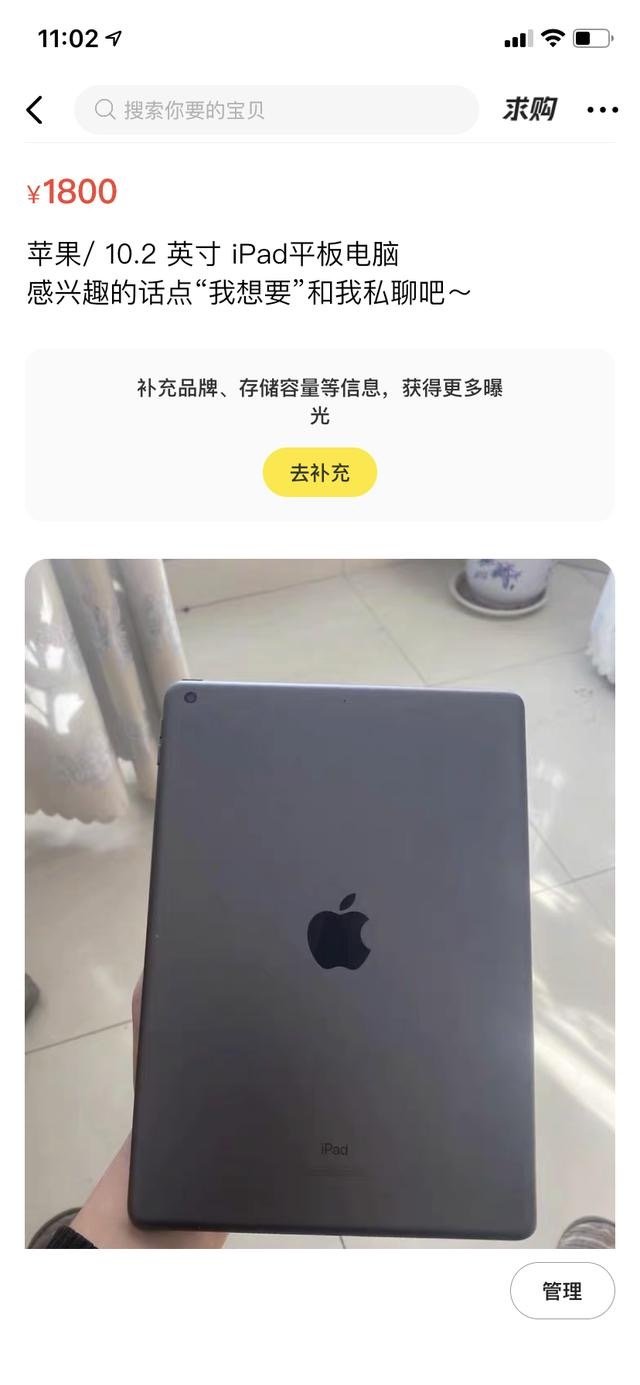 11:02
搜索你要的宝贝
求购
¥1800
苹果/ 10.2 英寸 iPad平板电脑
感兴趣的话点“我想要”和我私聊吧～
补充品牌、存储容量等信息，获得更多曝
光
去补充
iPad
管理